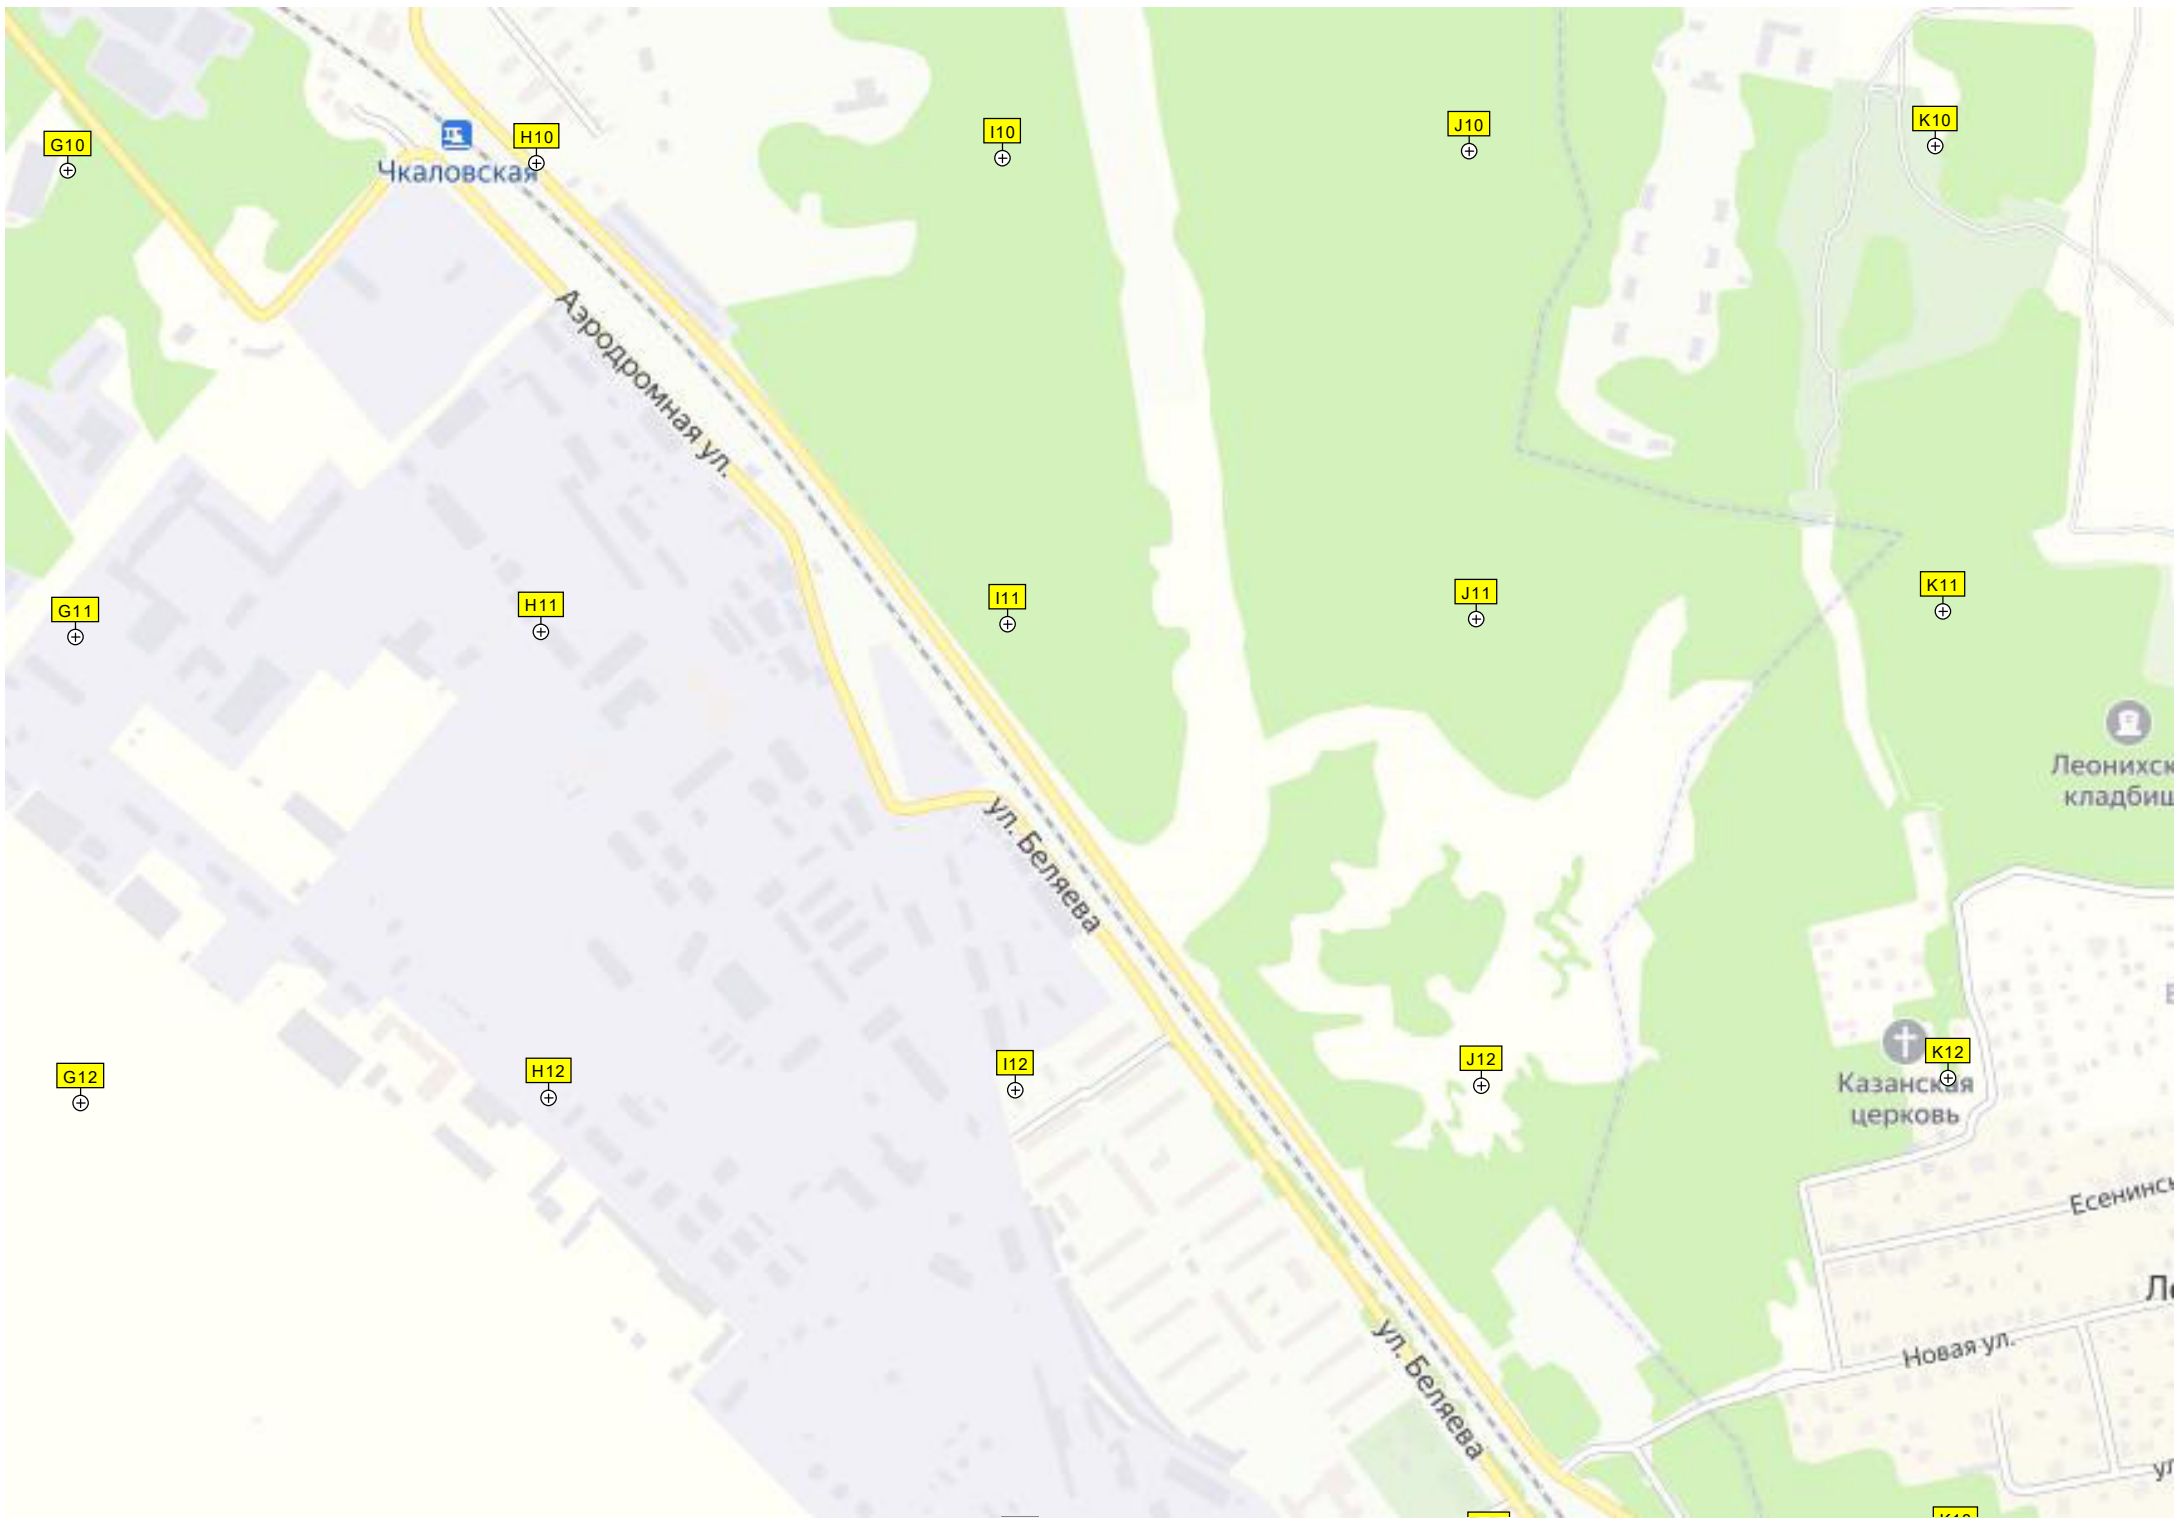 G10
H10
I10
J10
K10
Чкаловская
Аэродромная ул.
G11
H11
I11
J11
K11
Леонихск
кладбищ
ул. Беляева
G12
H12
I12
J12
K12
Казанская
церковь
Есенинск
Новая ул.
ул. Беляева